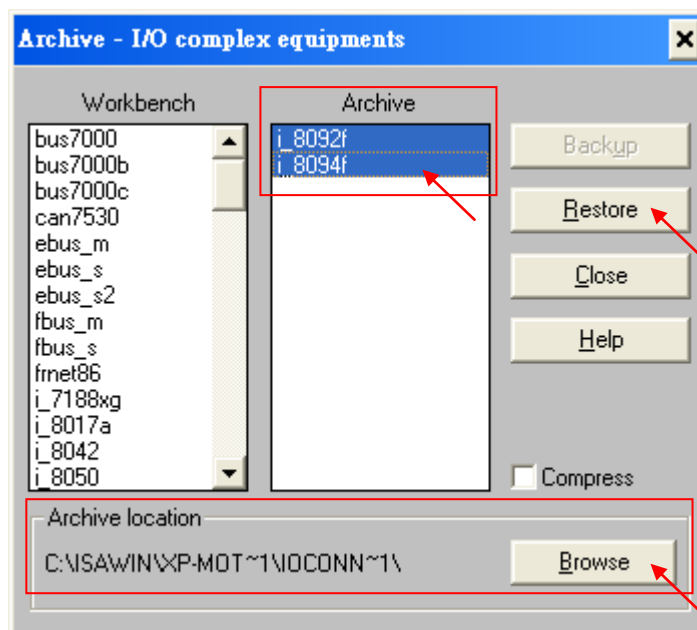 Archive - I/O complex equipments
Workbench
Archive
bus7000
bus7000b
bus7000c
can7530
ebus_m
ebus_s
ebus_s2
fbus_m
fbus_s
frnet86
i_7188xg
i_8017a
i_8042
i_8050
i_8092f
i_8094f
Backup
Restore
Close
Help
Compress
Archive location
C:\ISAWIN\XP-MOT~1\IOCONN~1\
Browse